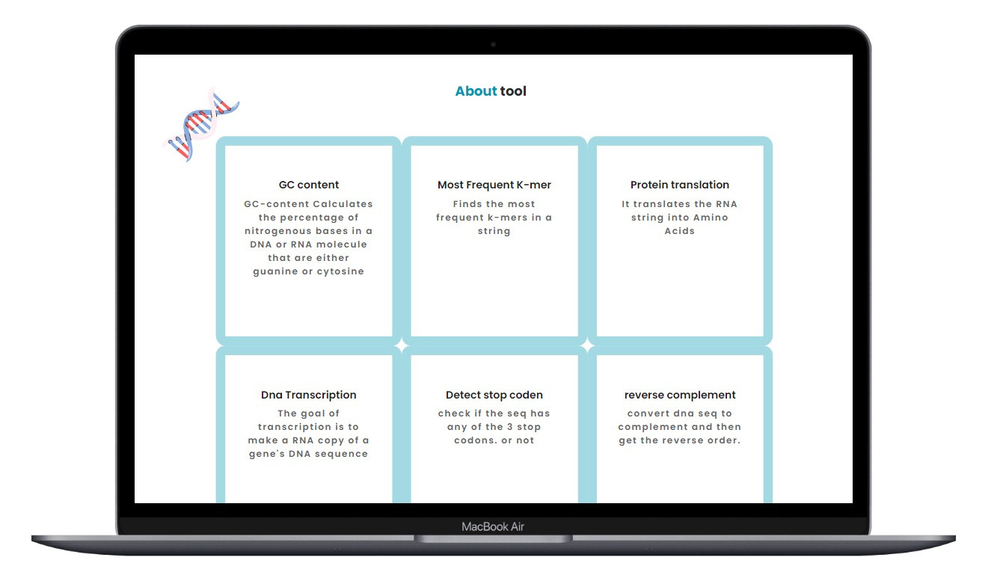 About tool
GC content
GC-content Calculates
the percentage of
nitrogenous bases in a
DNA or RNA molecule
that are either
guanine or cytosine
Most Frequent K-mer
Finds the most
frequent k-mers in a
string
Protein translation
It translates the RNA
string into Amino
Acids
Dna Transcription
The goal of
transcription is to
make a RNA copy of a
gene's DNA sequence
Detect stop coden
check if the seq has
any of the 3 stop
codons. or not
reverse complement
convert dna seq to
complement and then
get the reverse order.
MacBook Air